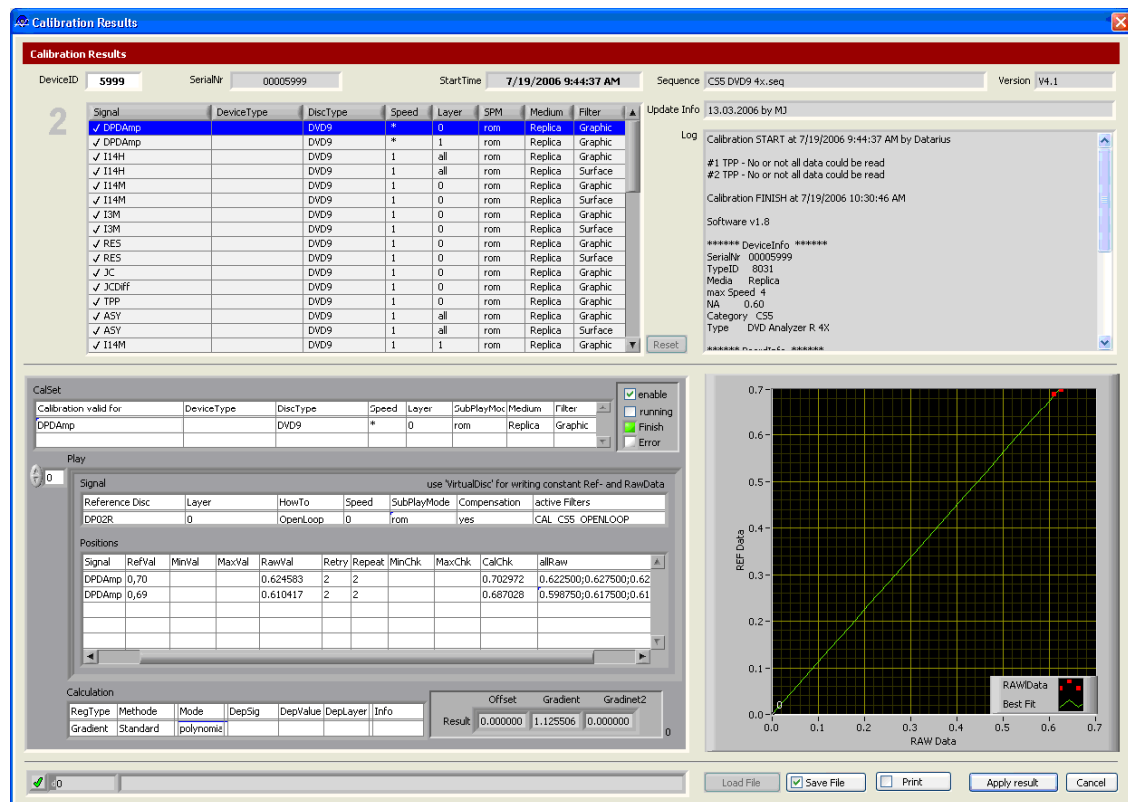 Calibration Results
Calibration Results
DeviceID 5999 SerialNr 00005999 StartTime 7/19/2006 9:44:37 AM Sequence CS5 DVD9 4x.seq Version V4.1
2
Update Info 13.03.2006 by MJ
Signal DeviceType DiscType Speed Layer SPM Medium Filter
✓ DPDAmp DVD9 * 0 rom Replica Graphic
✓ DPDAmp DVD9 * 1 rom Replica Graphic
✓ I14H DVD9 1 all rom Replica Graphic
✓ I14H DVD9 1 all rom Replica Surface
✓ I14M DVD9 1 0 rom Replica Graphic
✓ I14M DVD9 1 0 rom Replica Surface
✓ I3M DVD9 1 0 rom Replica Graphic
✓ I3M DVD9 1 0 rom Replica Surface
✓ RES DVD9 1 0 rom Replica Graphic
✓ RES DVD9 1 0 rom Replica Surface
✓ JC DVD9 1 0 rom Replica Graphic
✓ JCDiff DVD9 1 0 rom Replica Graphic
✓ TPP DVD9 1 0 rom Replica Graphic
✓ ASY DVD9 1 all rom Replica Graphic
✓ ASY DVD9 1 all rom Replica Surface
✓ I14M DVD9 1 1 rom Replica Graphic
Reset
Log
Calibration START at 7/19/2006 9:44:37 AM by Datarius
#1 TPP - No or not all data could be read
#2 TPP - No or not all data could be read
Calibration FINISH at 7/19/2006 10:30:46 AM
Software v1.8
****** DeviceInfo ******
SerialNr 00005999
TypeID 8031
Media Replica
max Speed 4
NA 0.60
Category CS5
Type DVD Analyzer R 4X
CalSet
Calibration valid for DeviceType DiscType Speed Layer SubPlayMoc Medium Filter
DPDAmp DVD9 * 0 rom Replica Graphic
enable
running
Finish
Error
Play
0
Signal use 'VirtualDisc' for writing constant Ref- and RawData
Reference Disc Layer HowTo Speed SubPlayMode Compensation active Filters
DP02R 0 OpenLoop 0 rom yes CAL CS5 OPENLOOP
Positions
Signal RefVal MinVal MaxVal RawVal Retry Repeat MinChk MaxChk CalChk allRaw
DPDAmp 0,70 0.624583 2 2 0.702972 0.622500;0.627500;0.62
DPDAmp 0,69 0.610417 2 2 0.687028 0.598750;0.617500;0.61
Calculation
RegType Methode Mode DepSig DepValue DepLayer Info
Gradient Standard polynomia
Offset Gradient Gradinet2
Result 0.000000 1.125506 0.000000
0
0.7
0.6
0.5
0.4
0.3
0.2
0.1
0.0
REF Data
0
RAWlData
Best Fit
0.0 0.1 0.2 0.3 0.4 0.5 0.6 0.7
RAW Data
0
Load File Save File Print Apply result Cancel